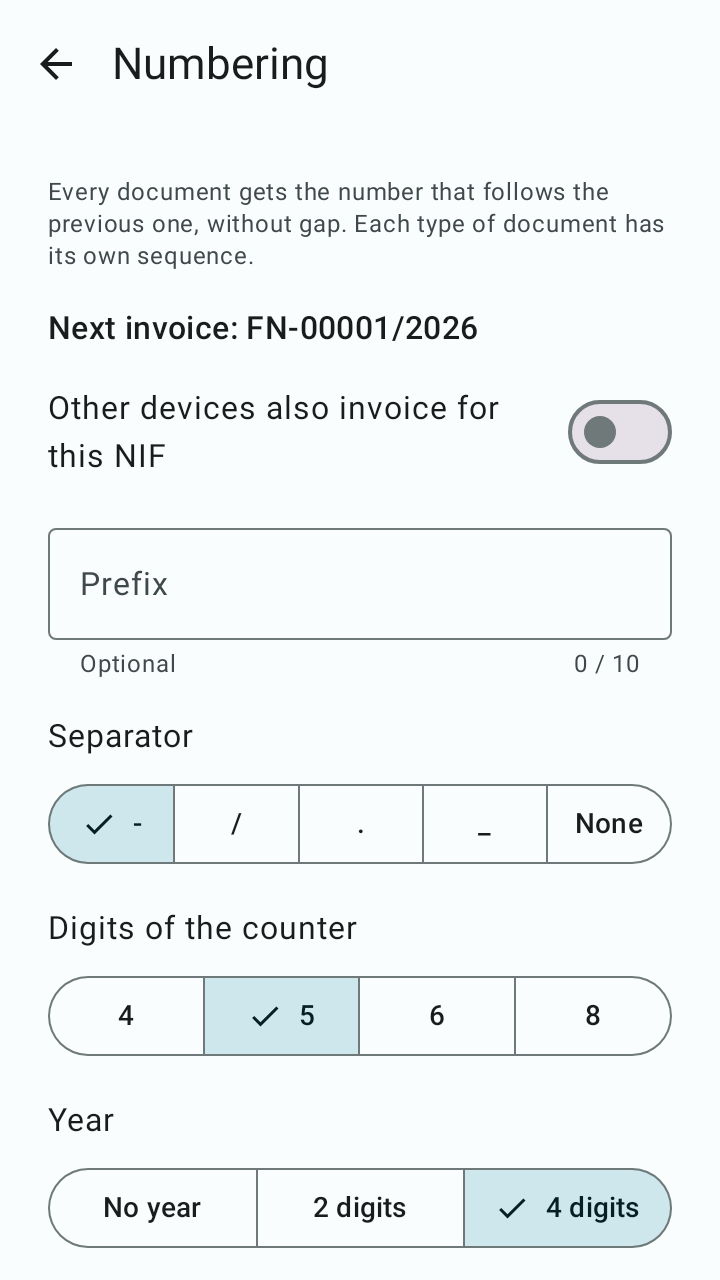 Numbering
Every document gets the number that follows the
previous one, without gap. Each type of document has
its own sequence.
Next invoice: FN-00001/2026
Other devices also invoice for
this NIF
Prefix
Optional 0 / 10
Separator
- / . _ None
Digits of the counter
4 5 6 8
Year
No year 2 digits 4 digits